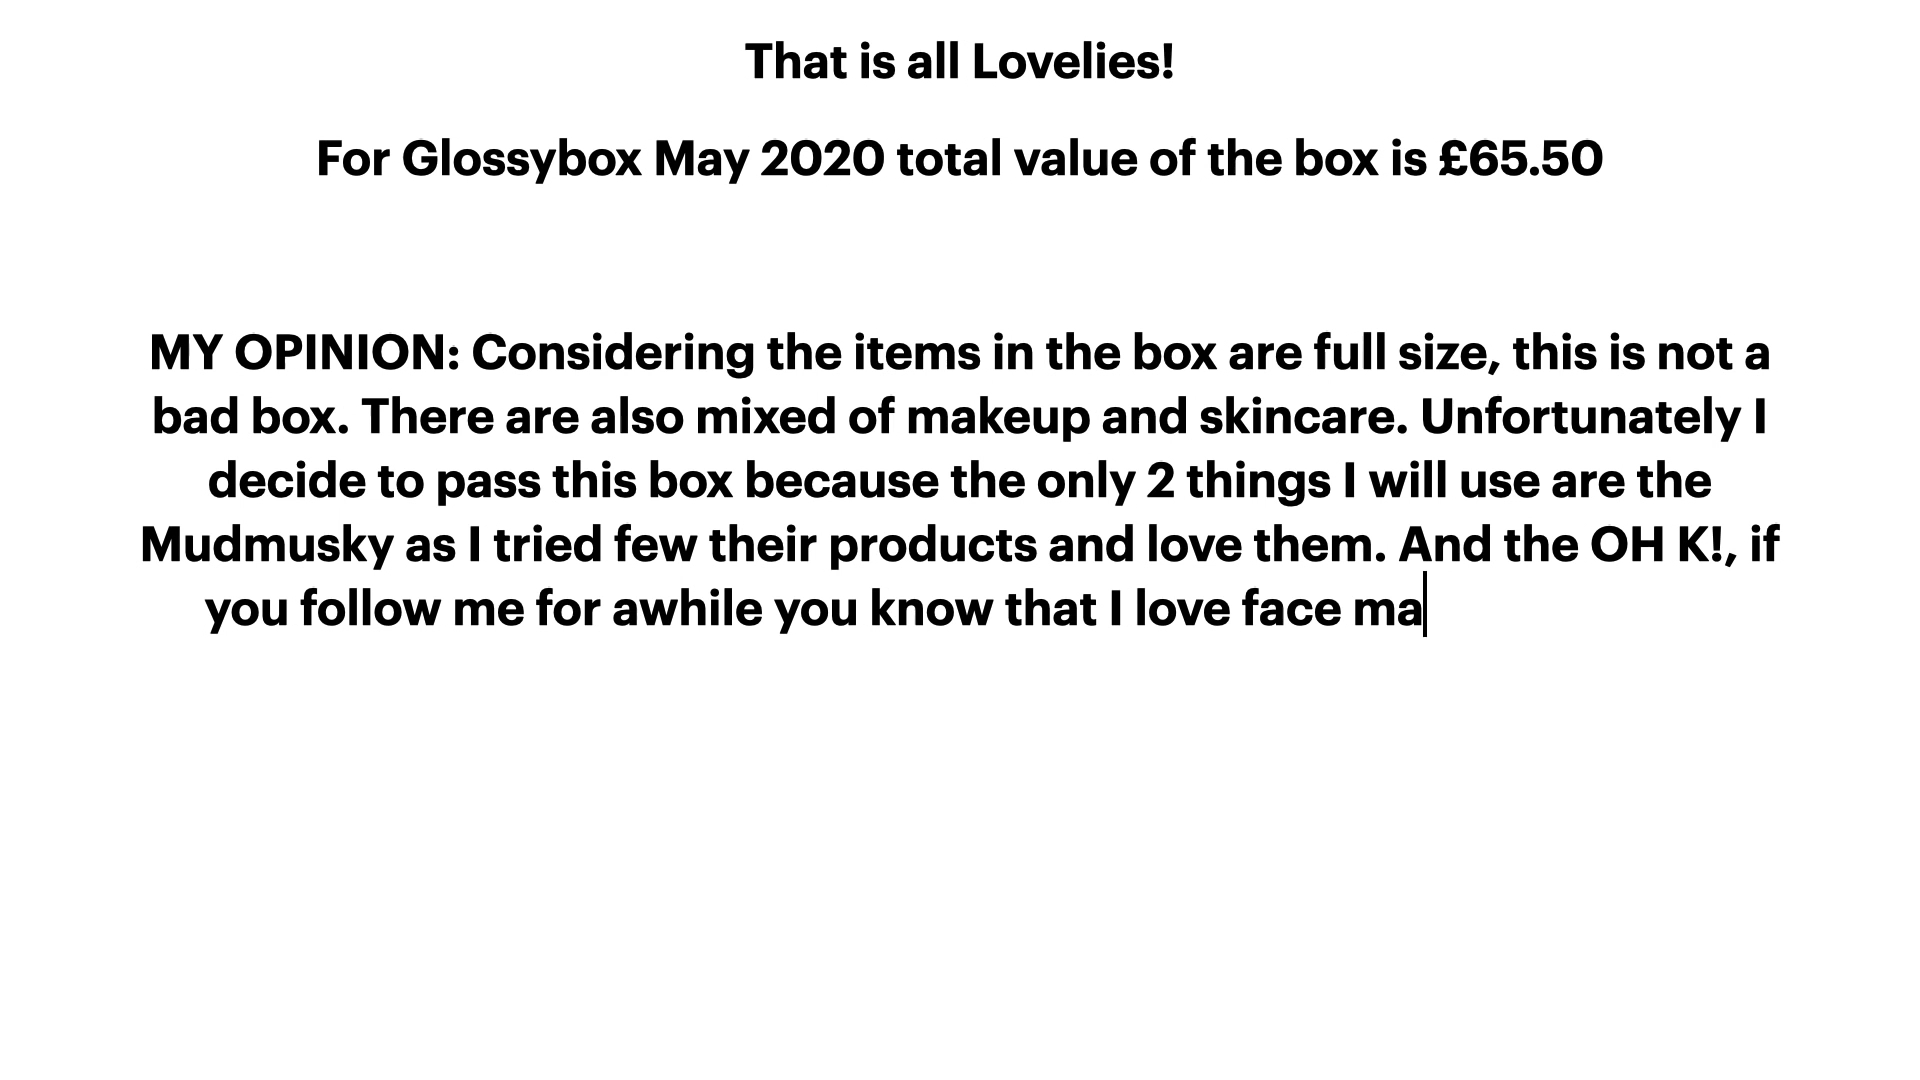 That is all Lovelies!
For Glossybox May 2020 total value of the box is £65.50
MY OPINION: Considering the items in the box are full size, this is not a
bad box. There are also mixed of makeup and skincare. Unfortunately I
decide to pass this box because the only 2 things I will use are the
Mudmusky as I tried few their products and love them. And the OH K!, if
you follow me for awhile you know that I love face ma